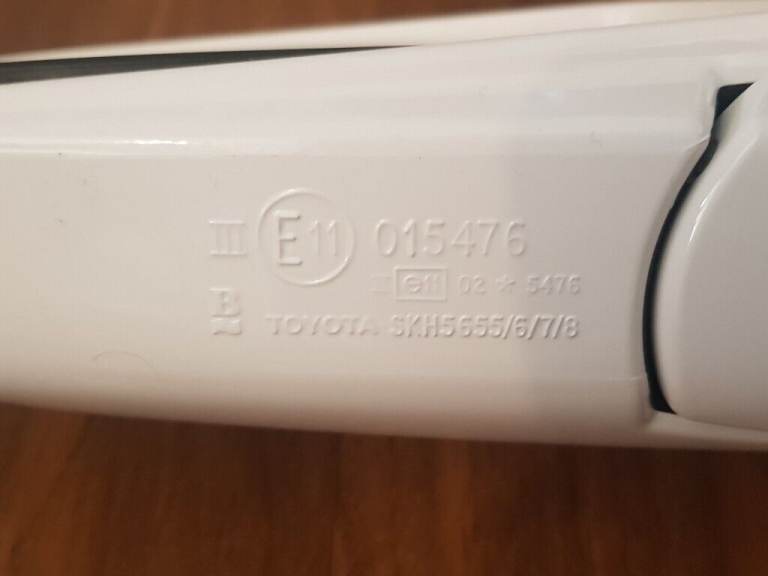 III E11 015476
II e11 02 * 5476
B TOYOTA SKH5655/6/7/8